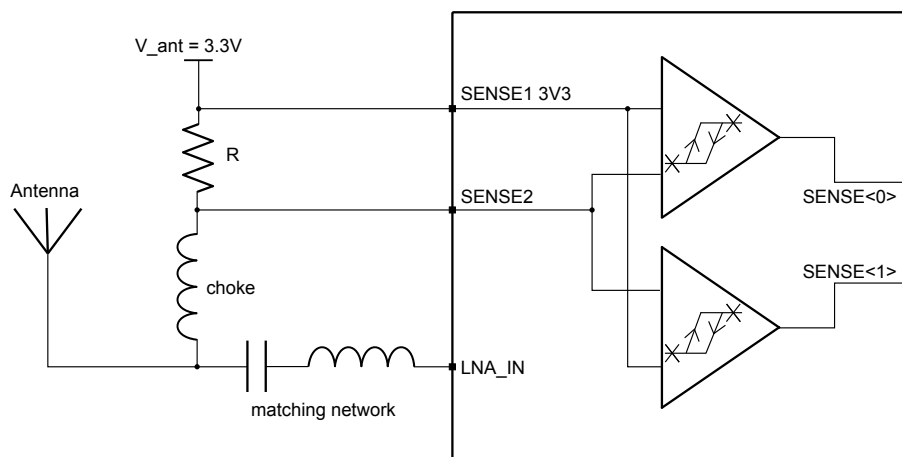 V_ant = 3.3V
SENSE1 3V3
R
Antenna
SENSE2
SENSE<0>
SENSE<1>
choke
LNA_IN
matching network